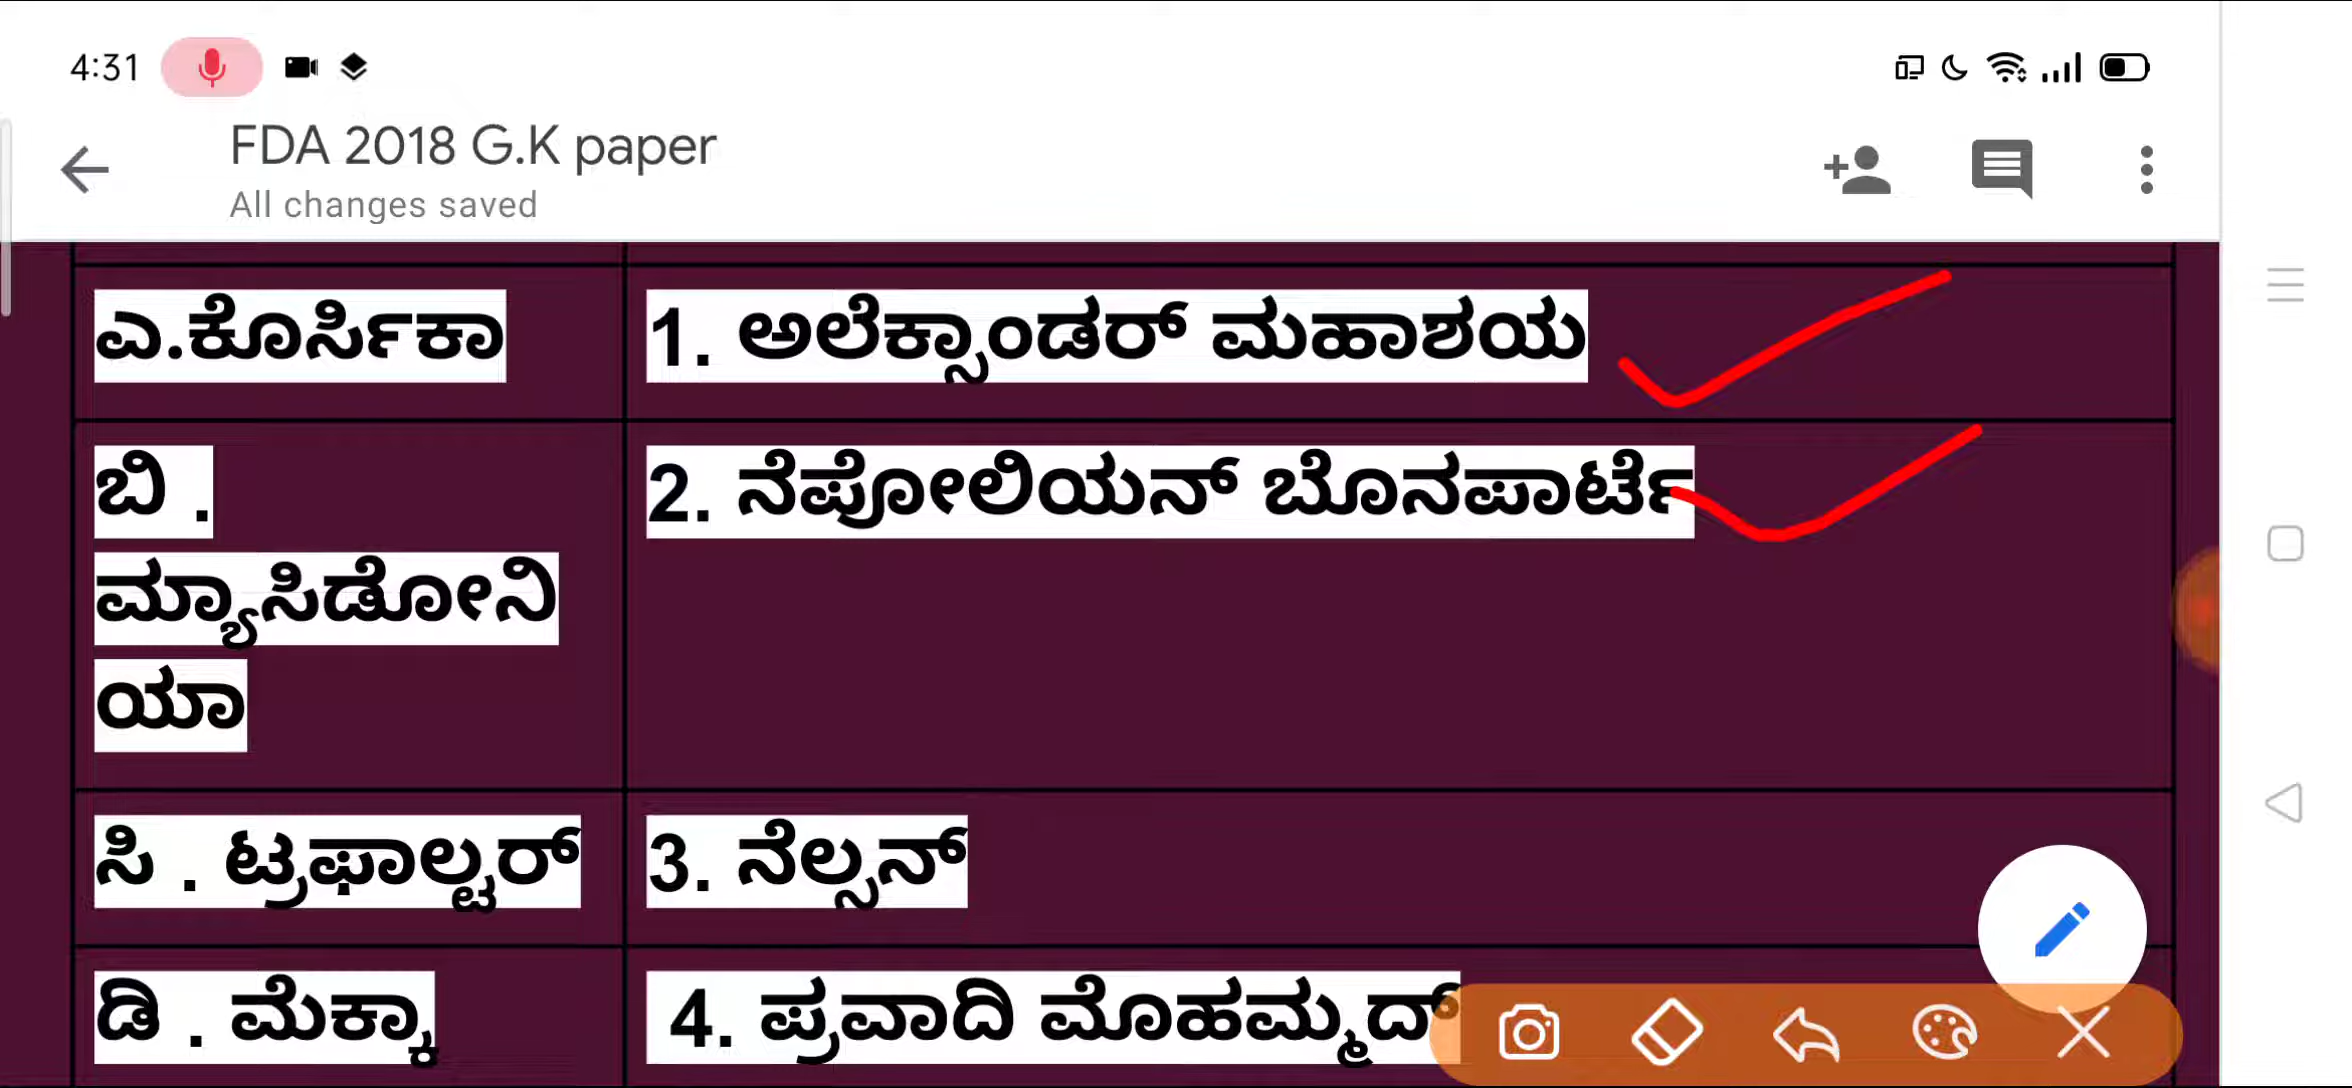 4:31
FDA 2018 G.K paper
All changes saved
ಎ.ಕೊರ್ಸಿಕಾ
1. ಅಲೆಕ್ಸಾಂಡರ್ ಮಹಾಶಯ
ಬಿ .
ಮ್ಯಾಸಿಡೋನಿ
ಯಾ
2. ನೆಪೋಲಿಯನ್ ಬೊನಪಾರ್ಟೆ
ಸಿ . ಟ್ರಫಾಲ್ಟರ್
3. ನೆಲ್ಸನ್
ಡಿ . ಮೆಕ್ಕಾ
4. ಪ್ರವಾದಿ ಮೊಹಮ್ಮದ್